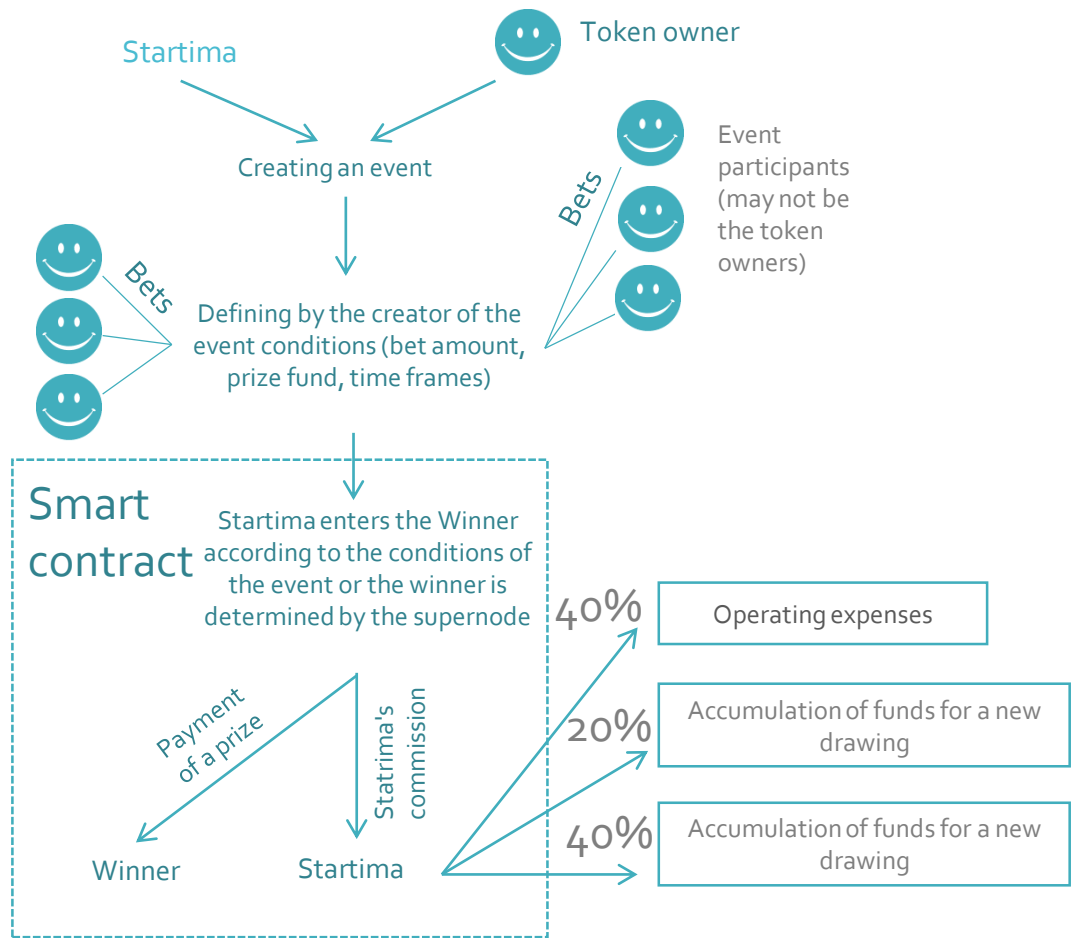 Startima
Token owner
Creating an event
Bets
Event
participants
(may not be
the token
owners)
Bets
Defining by the creator of the
event conditions (bet amount,
prize fund, time frames)
Smart
contract
Startima enters the Winner
according to the conditions of
the event or the winner is
determined by the supernode
Payment
of a prize
Statrima's
commission
Winner
Startima
40%
Operating expenses
20%
Accumulation of funds for a new
drawing
40%
Accumulation of funds for a new
drawing